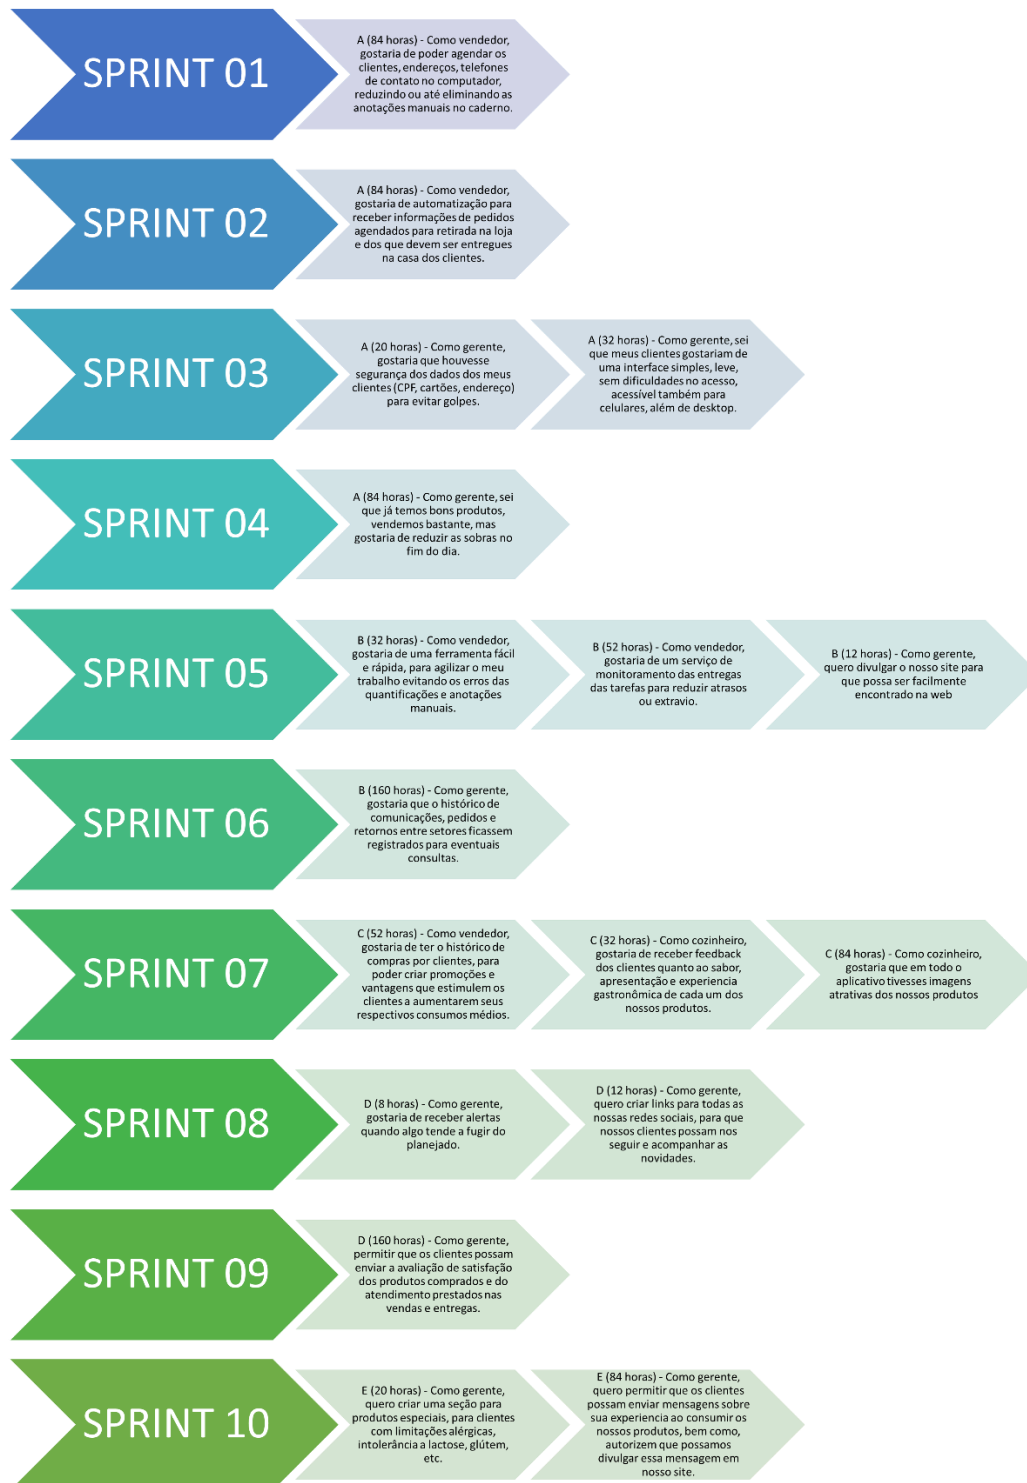 SPRINT 01
A (84 horas) - Como vendedor,
gostaria de poder agendar os
clientes, endereços, telefones
de contato no computador,
reduzindo ou até eliminando as
anotações manuais no caderno.
SPRINT 02
A (84 horas) - Como vendedor,
gostaria de automatização para
receber informações de pedidos
agendados para retirada na loja
e dos que devem ser entregues
na casa dos clientes.
SPRINT 03
A (20 horas) - Como gerente,
gostaria que houvesse
segurança dos dados dos meus
clientes (CPF, cartões, endereço)
para evitar golpes.
A (32 horas) - Como gerente, sei
que meus clientes gostariam de
uma interface simples, leve,
sem dificuldades no acesso,
acessível também para
celulares, além de desktop.
SPRINT 04
A (84 horas) - Como gerente, sei
que já temos bons produtos,
vendemos bastante, mas
gostaria de reduzir as sobras no
fim do dia.
SPRINT 05
B (32 horas) - Como vendedor,
gostaria de uma ferramenta fácil
e rápida, para agilizar o meu
trabalho evitando os erros das
quantificações e anotações
manuais.
B (52 horas) - Como vendedor,
gostaria de um serviço de
monitoramento das entregas
das tarefas para reduzir atrasos
ou extravio.
B (12 horas) - Como gerente,
quero divulgar o nosso site para
que possa ser facilmente
encontrado na web
SPRINT 06
B (160 horas) - Como gerente,
gostaria que o histórico de
comunicações, pedidos e
retornos entre setores ficassem
registrados para eventuais
consultas.
SPRINT 07
C (52 horas) - Como vendedor,
gostaria de ter o histórico de
compras por clientes, para
poder criar promoções e
vantagens que estimulem os
clientes a aumentarem seus
respectivos consumos médios.
C (32 horas) - Como cozinheiro,
gostaria de receber feedback
dos clientes quanto ao sabor,
apresentação e experiencia
gastronômica de cada um dos
nossos produtos.
C (84 horas) - Como cozinheiro,
gostaria que em todo o
aplicativo tivesses imagens
atrativas dos nossos produtos
SPRINT 08
D (8 horas) - Como gerente,
gostaria de receber alertas
quando algo tende a fugir do
planejado.
D (12 horas) - Como gerente,
quero criar links para todas as
nossas redes sociais, para que
nossos clientes possam nos
seguir e acompanhar as
novidades.
SPRINT 09
D (160 horas) - Como gerente,
permitir que os clientes possam
enviar a avaliação de satisfação
dos produtos comprados e do
atendimento prestados nas
vendas e entregas.
SPRINT 10
E (20 horas) - Como gerente,
quero criar uma seção para
produtos especiais, para clientes
com limitações alérgicas,
intolerância a lactose, glútem,
etc.
E (84 horas) - Como gerente,
quero permitir que os clientes
possam enviar mensagens sobre
sua experiencia ao consumir os
nossos produtos, bem como,
autorizem que possamos
divulgar essa mensagem em
nosso site.